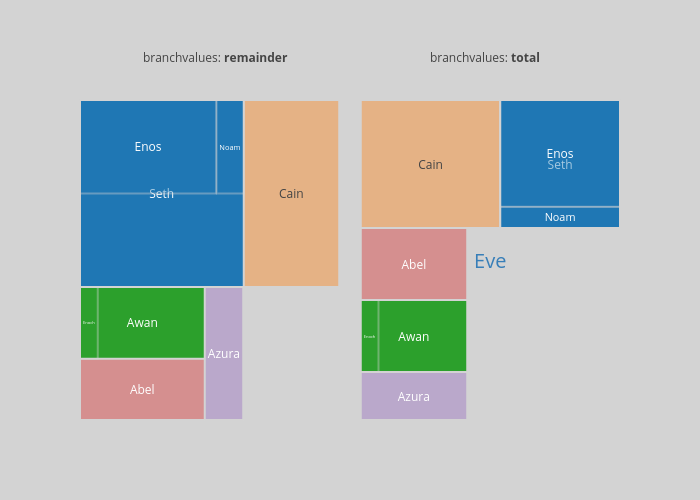 branchvalues: remainder
Enos
Noam
Seth
Cain
Enoch
Awan
Azura
Abel
branchvalues: total
Cain
Enos
Seth
Noam
Abel
Eve
Enoch
Awan
Azura